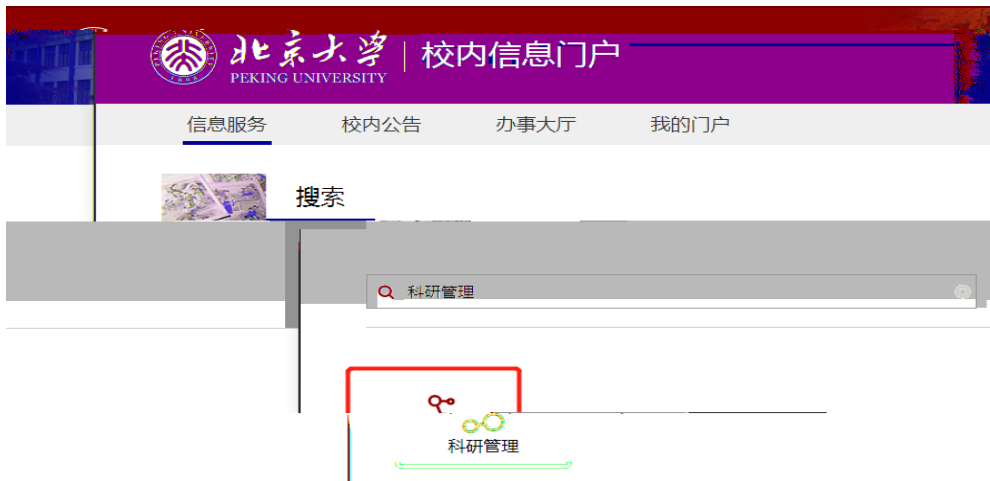 北京大学 | 校内信息门户
PEKING UNIVERSITY
信息服务 校内公告 办事大厅 我的门户
搜索
科研管理
科研管理